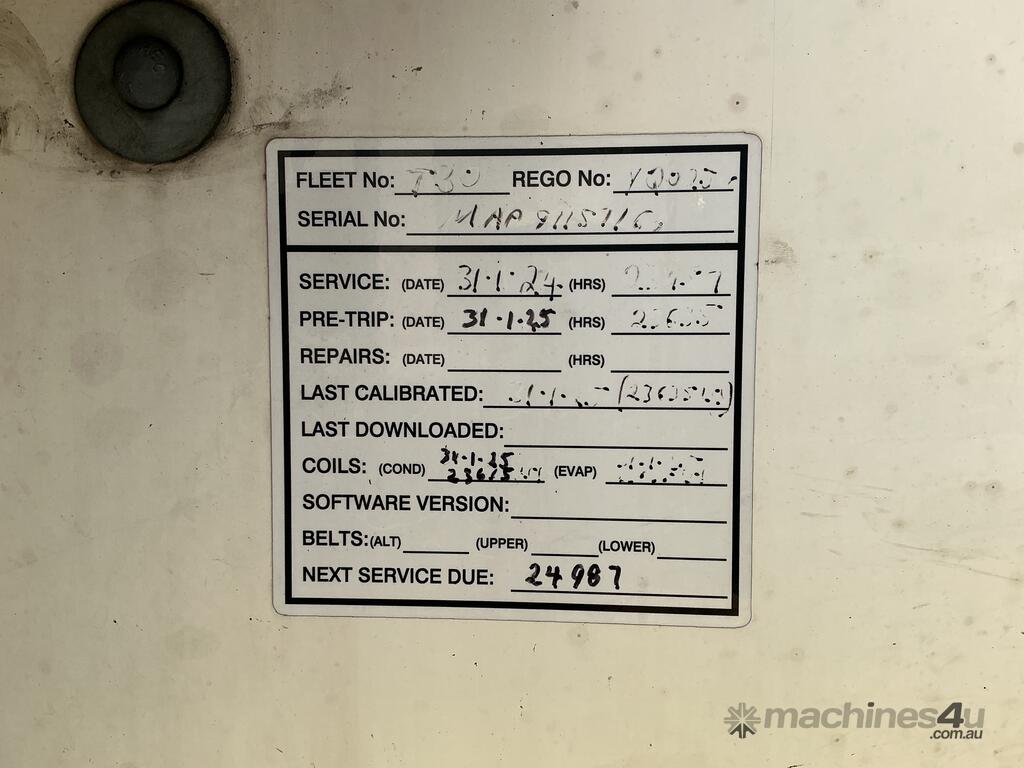 FLEET No: T30 REGO No:
SERIAL No:
SERVICE: (DATE) 31·1·24 (HRS)
PRE-TRIP: (DATE) 31·1·25 (HRS)
REPAIRS: (DATE) (HRS)
LAST CALIBRATED:
LAST DOWNLOADED:
31·1·25
COILS: (COND) (EVAP)
SOFTWARE VERSION:
BELTS:(ALT) (UPPER) (LOWER)
NEXT SERVICE DUE: 24987
machines4u
.com.au